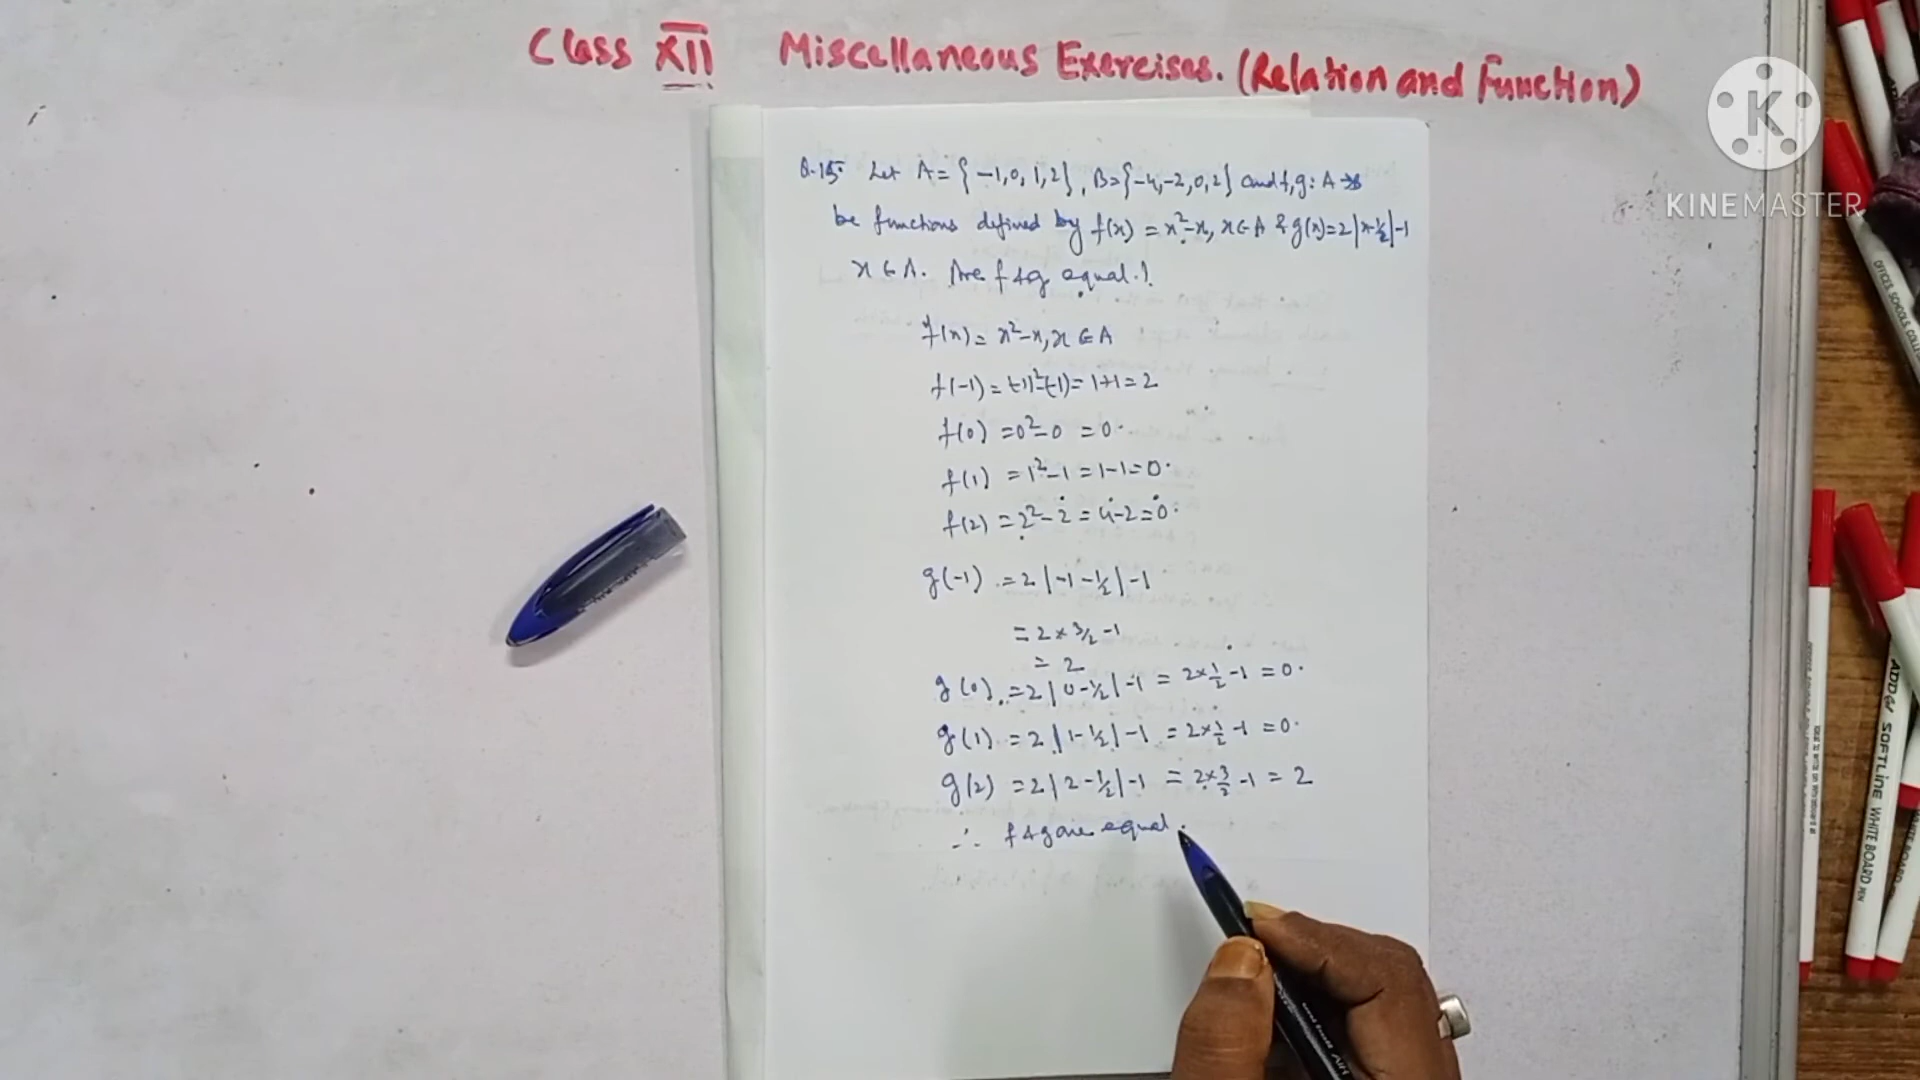 Class XII Miscellaneous Exercises. (Relation and Function)
K
KINEMASTER
Q.15. Let A = {-1,0,1,2}, B={-4,-2,0,2} and f,g: A→B
be functions defined by f(x) = x²-x, x∈A & g(x)=2|x-1/2|-1
x∈A. Are f & g equal?
f(x) = x²-x, x∈A
f(-1) = (-1)²-(-1) = 1+1 = 2
f(0) = 0²-0 = 0.
f(1) = 1²-1 = 1-1 = 0.
f(2) = 2²-2 = 4-2 = 0.
g(-1) = 2|-1-1/2|-1
= 2×3/2-1
= 2
g(0) = 2|0-1/2|-1 = 2×1/2-1 = 0.
g(1) = 2|1-1/2|-1 = 2×1/2-1 = 0.
g(2) = 2|2-1/2|-1 = 2×3/2-1 = 2
∴ f & g are equal.
ADD GEL SOFTLINE WHITE BOARD